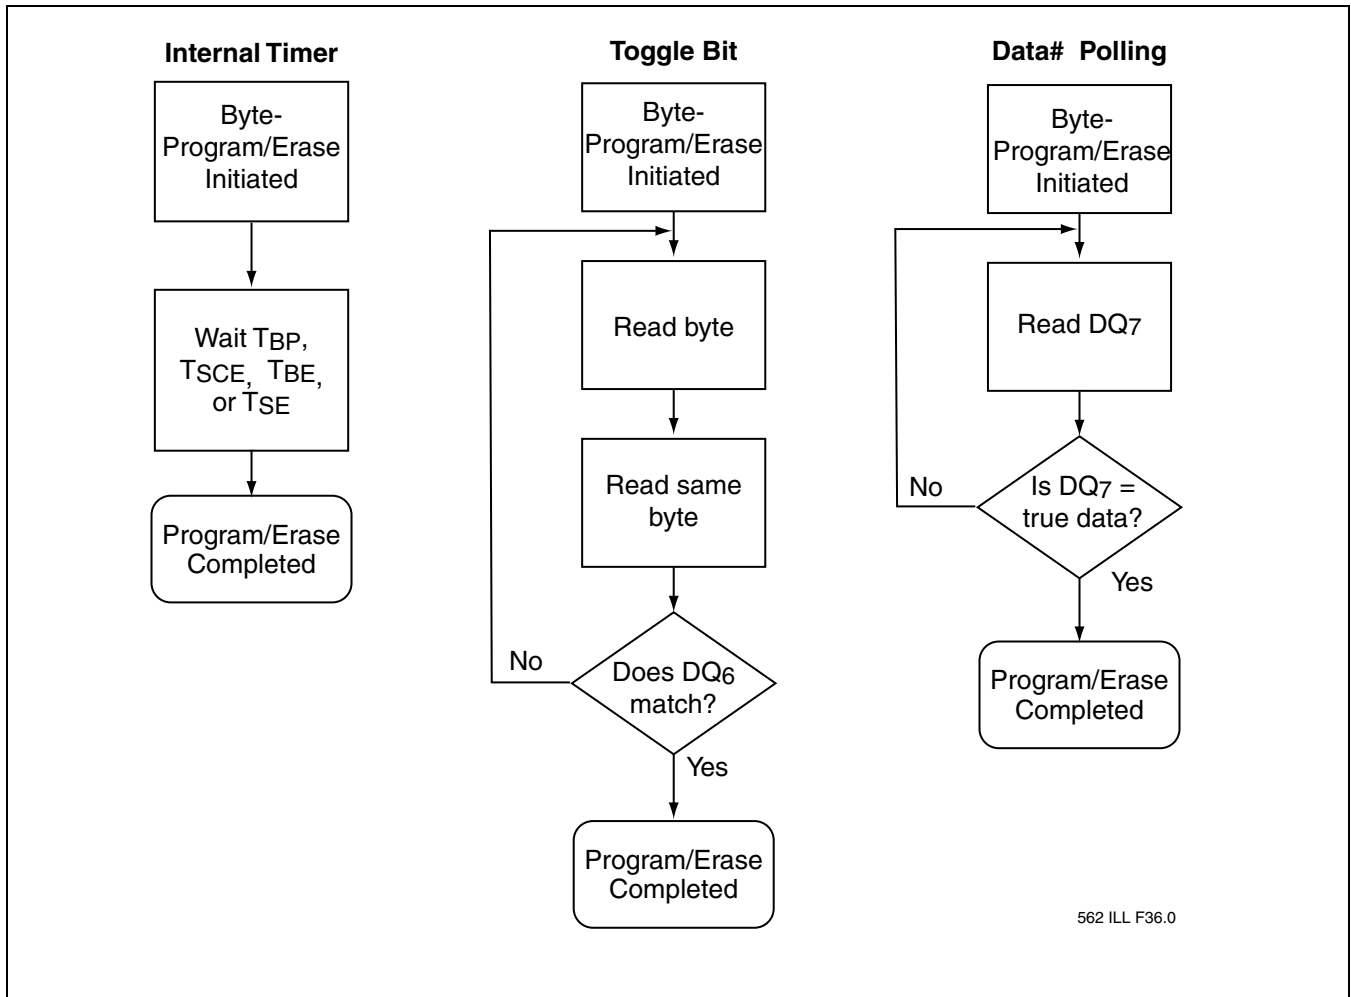 Internal Timer
Byte-
Program/Erase
Initiated
Wait TBP,
TSCE, TBE,
or TSE
Program/Erase
Completed
Toggle Bit
Byte-
Program/Erase
Initiated
Read byte
Read same
byte
No
Does DQ6
match?
Yes
Program/Erase
Completed
Data# Polling
Byte-
Program/Erase
Initiated
Read DQ7
No
Is DQ7 =
true data?
Yes
Program/Erase
Completed
562 ILL F36.0